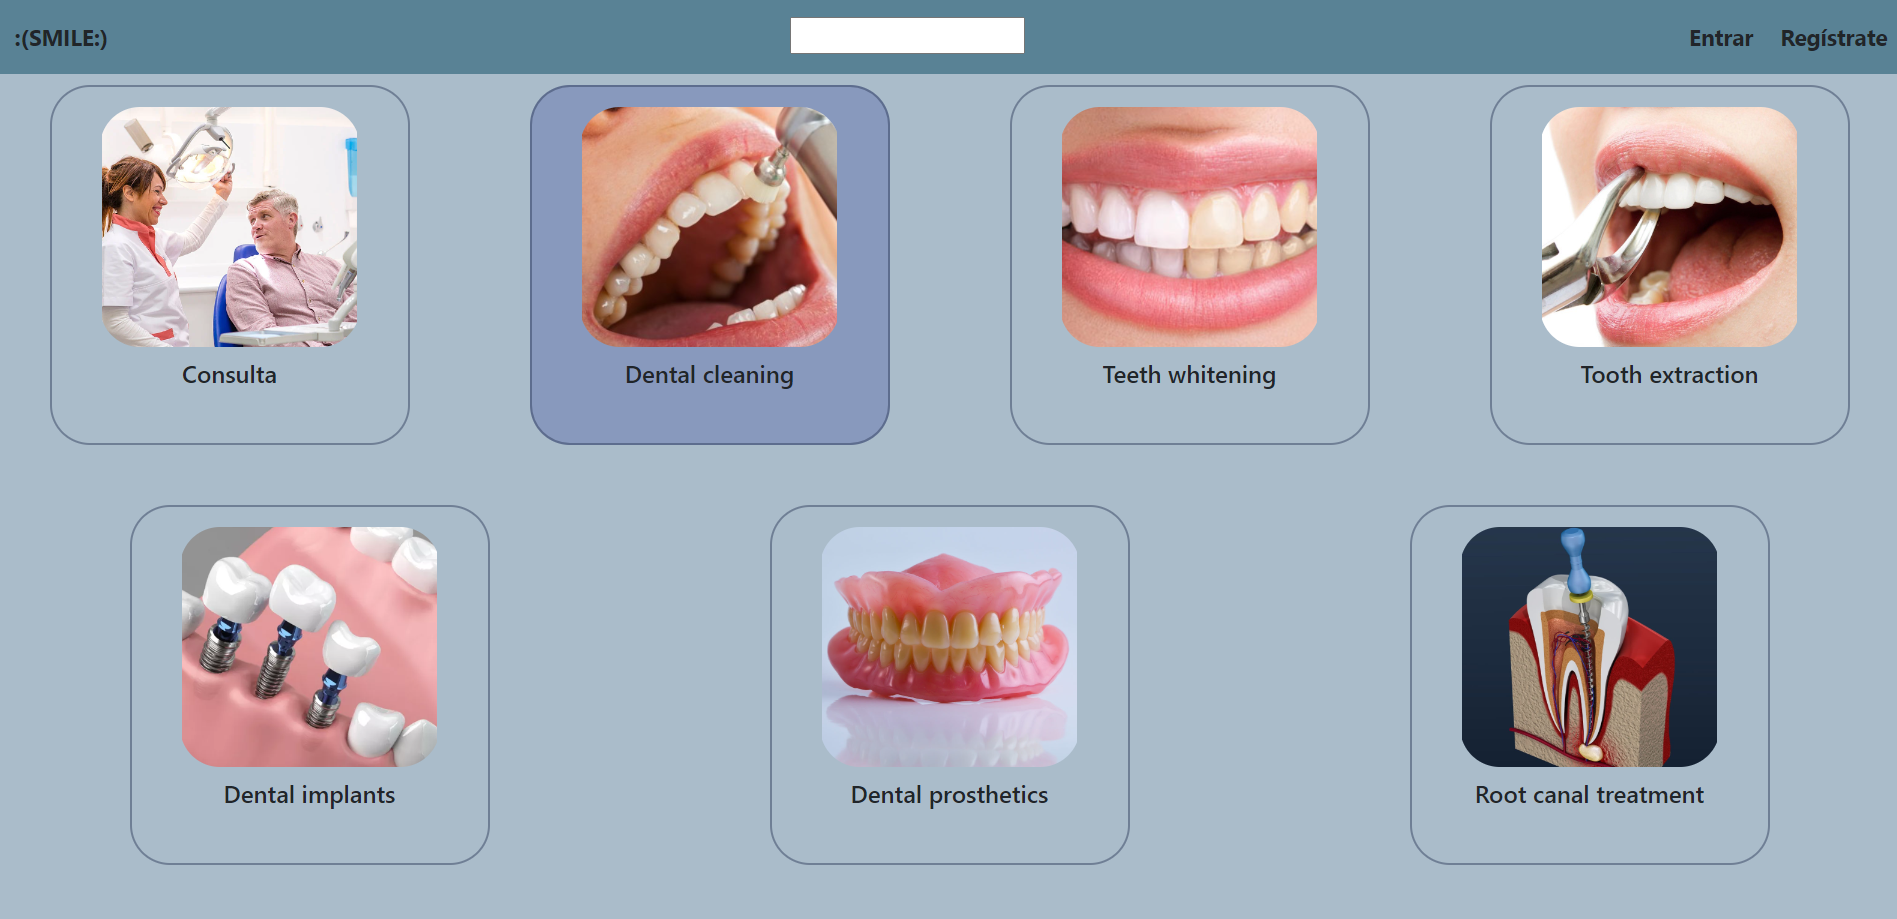 :(SMILE:)
Entrar
Regístrate
Consulta
Dental cleaning
Teeth whitening
Tooth extraction
Dental implants
Dental prosthetics
Root canal treatment